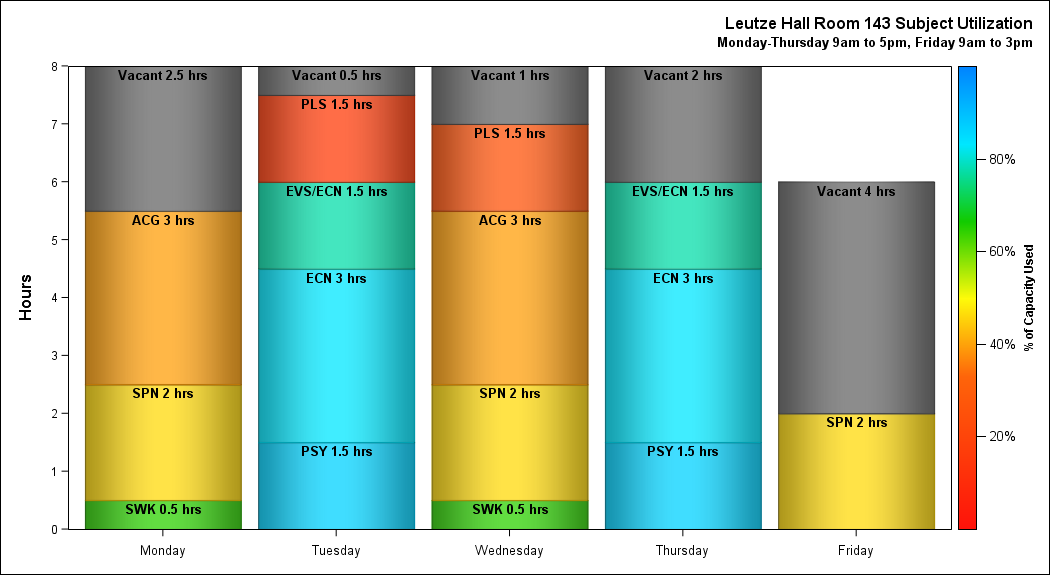 Leutze Hall Room 143 Subject Utilization
Monday-Thursday 9am to 5pm, Friday 9am to 3pm
Hours
8
7
6
5
4
3
2
1
0
Vacant 2.5 hrs
ACG 3 hrs
SPN 2 hrs
SWK 0.5 hrs
Monday
Vacant 0.5 hrs
PLS 1.5 hrs
EVS/ECN 1.5 hrs
ECN 3 hrs
PSY 1.5 hrs
Tuesday
Vacant 1 hrs
PLS 1.5 hrs
ACG 3 hrs
SPN 2 hrs
SWK 0.5 hrs
Wednesday
Vacant 2 hrs
EVS/ECN 1.5 hrs
ECN 3 hrs
PSY 1.5 hrs
Thursday
Vacant 4 hrs
SPN 2 hrs
Friday
80%
60%
40%
20%
% of Capacity Used